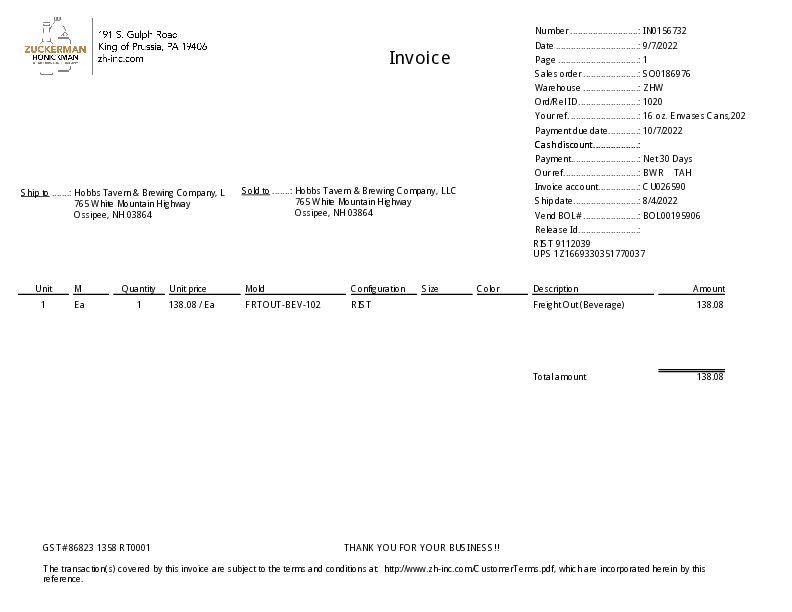 191 S. Gulph Road
King of Prussia, PA 19406
zh-inc.com
ZUCKERMAN
HONICKMAN
Invoice
Number : IN0156732
Date : 9/7/2022
Page : 1
Sales order : SO0186976
Warehouse : ZHW
Ord/Rel ID : 1020
Your ref. : 16 oz. Envases Cans,202
Payment due date : 10/7/2022
Cash discount :
Payment : Net 30 Days
Our ref. : BWR TAH
Invoice account : CU026590
Ship date : 8/4/2022
Vend BOL# : BOL00195906
Release Id :
RIST 9112039
UPS 1Z1669330351770037
Ship to : Hobbs Tavern & Brewing Company, L
765 White Mountain Highway
Ossipee, NH 03864
Sold to : Hobbs Tavern & Brewing Company, LLC
765 White Mountain Highway
Ossipee, NH 03864
Unit M Quantity Unit price Mold Configuration Size Color Description Amount
1 Ea 1 138.08 / Ea FRTOUT-BEV-102 RIST Freight Out (Beverage) 138.08
Total amount 138.08
GST # 86823 1358 RT0001 THANK YOU FOR YOUR BUSINESS !!
The transaction(s) covered by this invoice are subject to the terms and conditions at: http://www.zh-inc.com/CustomerTerms.pdf, which are incorporated herein by this
reference.